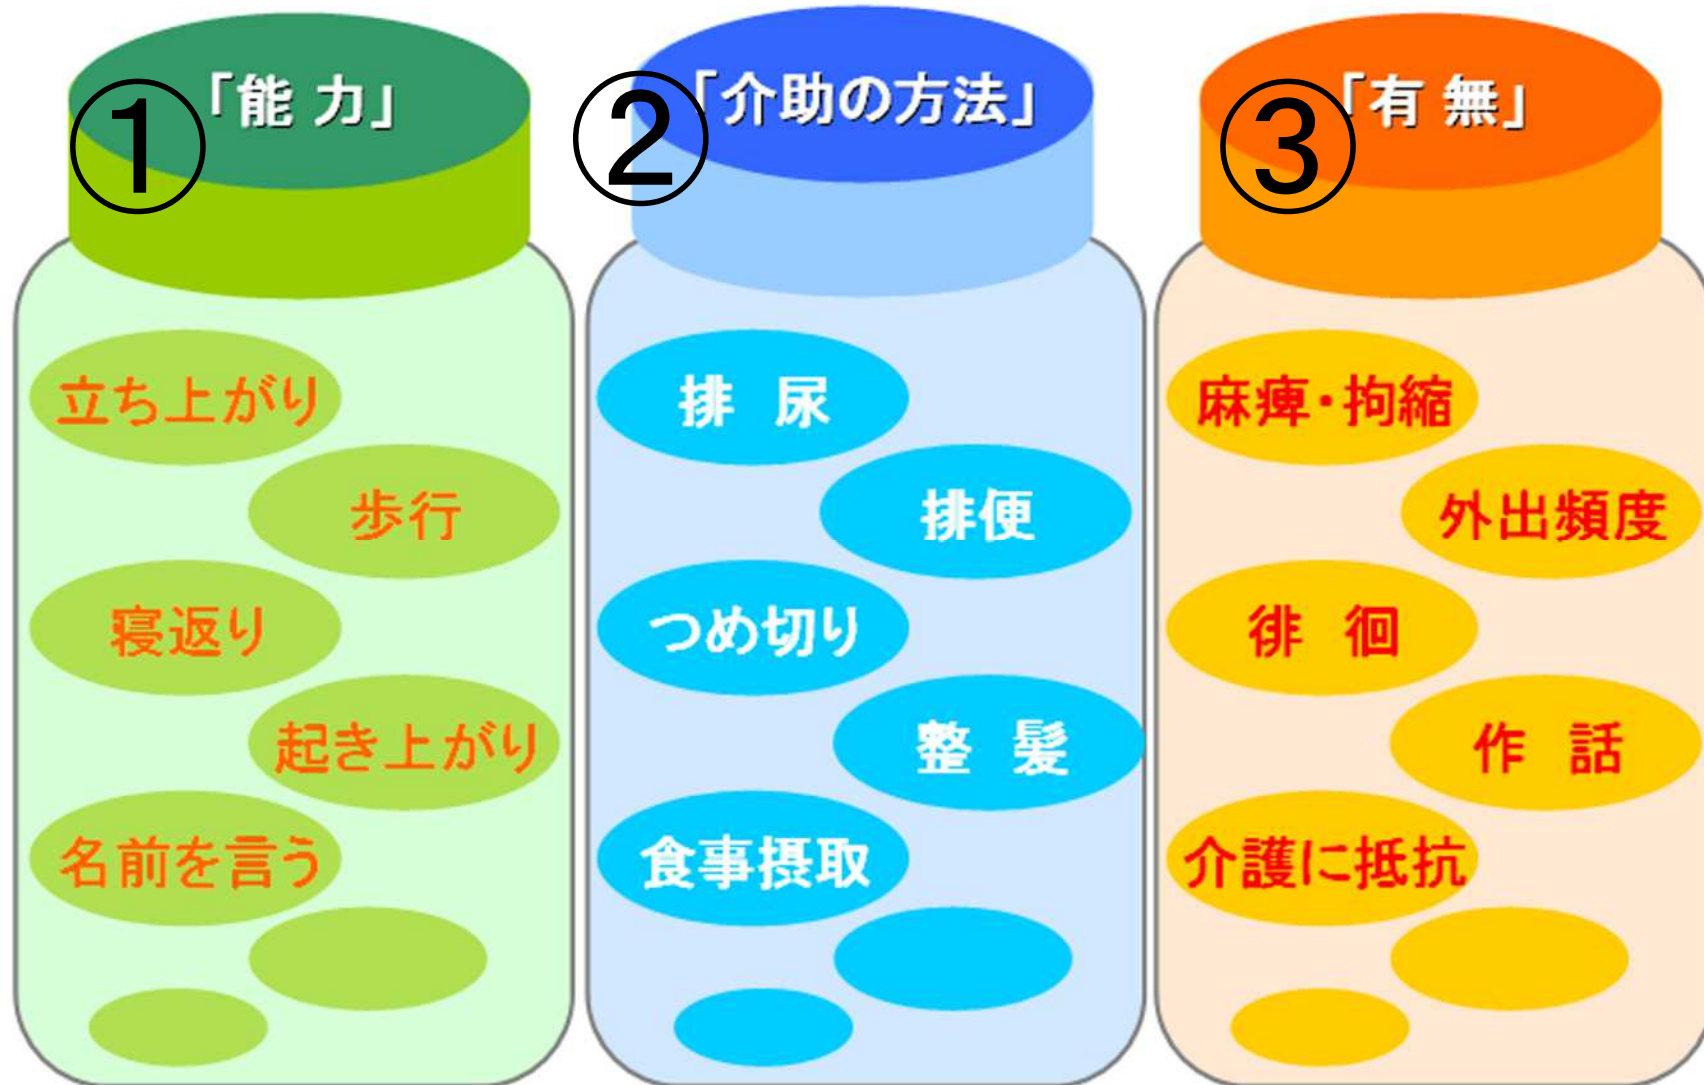 ①「能 力」
立ち上がり
歩行
寝返り
起き上がり
名前を言う
②「介助の方法」
排 尿
排便
つめ切り
整 髪
食事摂取
③「有 無」
麻痺・拘縮
外出頻度
徘 徊
作 話
介護に抵抗